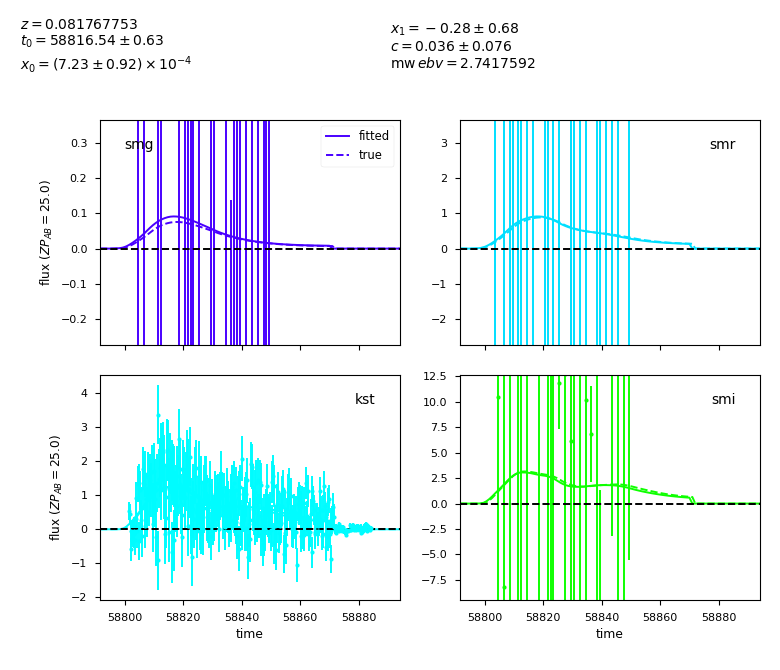 z = 0.081767753
t₀ = 58816.54 ± 0.63
x₀ = (7.23 ± 0.92) × 10⁻⁴
x₁ = −0.28 ± 0.68
c = 0.036 ± 0.076
mw ebv = 2.7417592
smg
fitted
true
0.3
0.2
0.1
0.0
−0.1
−0.2
flux (ZP_AB = 25.0)
smr
3
2
1
0
−1
−2
kst
4
3
2
1
0
−1
−2
flux (ZP_AB = 25.0)
58800 58820 58840 58860 58880
time
smi
12.5
10.0
7.5
5.0
2.5
0.0
−2.5
−5.0
−7.5
58800 58820 58840 58860 58880
time